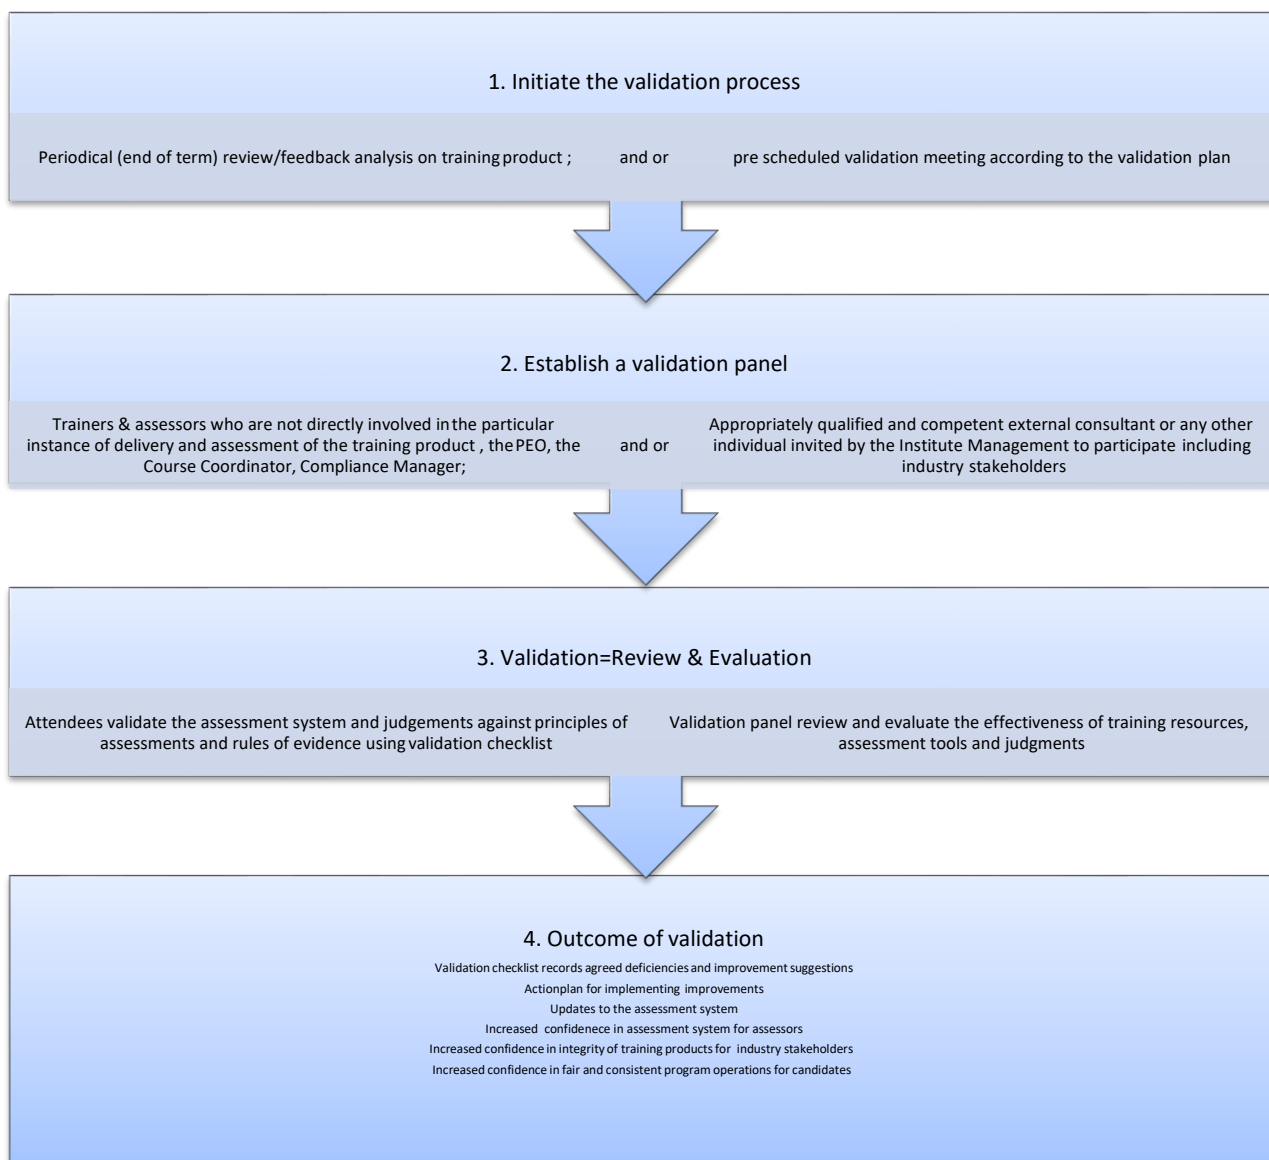 1. Initiate the validation process
Periodical (end of term) review/feedback analysis on training product ; and or pre scheduled validation meeting according to the validation plan
2. Establish a validation panel
Trainers & assessors who are not directly involved in the particular
instance of delivery and assessment of the training product , the PEO, the
Course Coordinator, Compliance Manager;
and or
Appropriately qualified and competent external consultant or any other
individual invited by the Institute Management to participate including
industry stakeholders
3. Validation=Review & Evaluation
Attendees validate the assessment system and judgements against principles of
assessments and rules of evidence using validation checklist
Validation panel review and evaluate the effectiveness of training resources,
assessment tools and judgments
4. Outcome of validation
Validation checklist records agreed deficiencies and improvement suggestions
Actionplan for implementing improvements
Updates to the assessment system
Increased confidenece in assessment system for assessors
Increased confidence in integrity of training products for industry stakeholders
Increased confidence in fair and consistent program operations for candidates